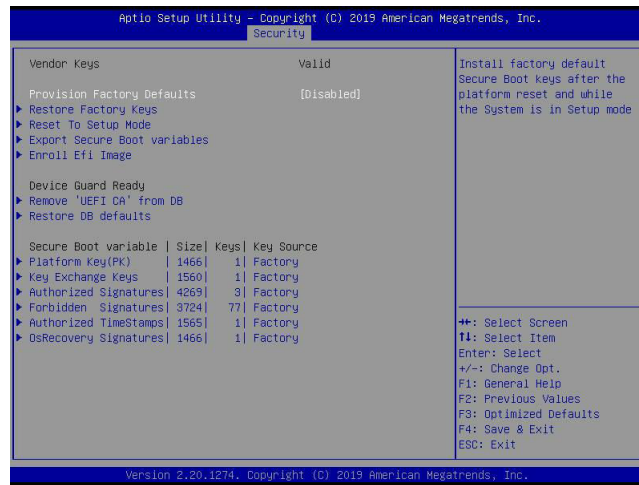 Aptio Setup Utility – Copyright (C) 2019 American Megatrends, Inc.
Security
Vendor Keys Valid
Provision Factory Defaults [Disabled]
Restore Factory Keys
Reset To Setup Mode
Export Secure Boot variables
Enroll Efi Image
Device Guard Ready
Remove 'UEFI CA' from DB
Restore DB defaults
Secure Boot variable | Size| Keys| Key Source
Platform Key(PK) | 1466| 1| Factory
Key Exchange Keys | 1560| 1| Factory
Authorized Signatures| 4269| 3| Factory
Forbidden Signatures| 3724| 77| Factory
Authorized TimeStamps| 1565| 1| Factory
OsRecovery Signatures| 1466| 1| Factory
Install factory default
Secure Boot keys after the
platform reset and while
the System is in Setup mode
→←: Select Screen
↑↓: Select Item
Enter: Select
+/-: Change Opt.
F1: General Help
F2: Previous Values
F3: Optimized Defaults
F4: Save & Exit
ESC: Exit
Version 2.20.1274. Copyright (C) 2019 American Megatrends, Inc.